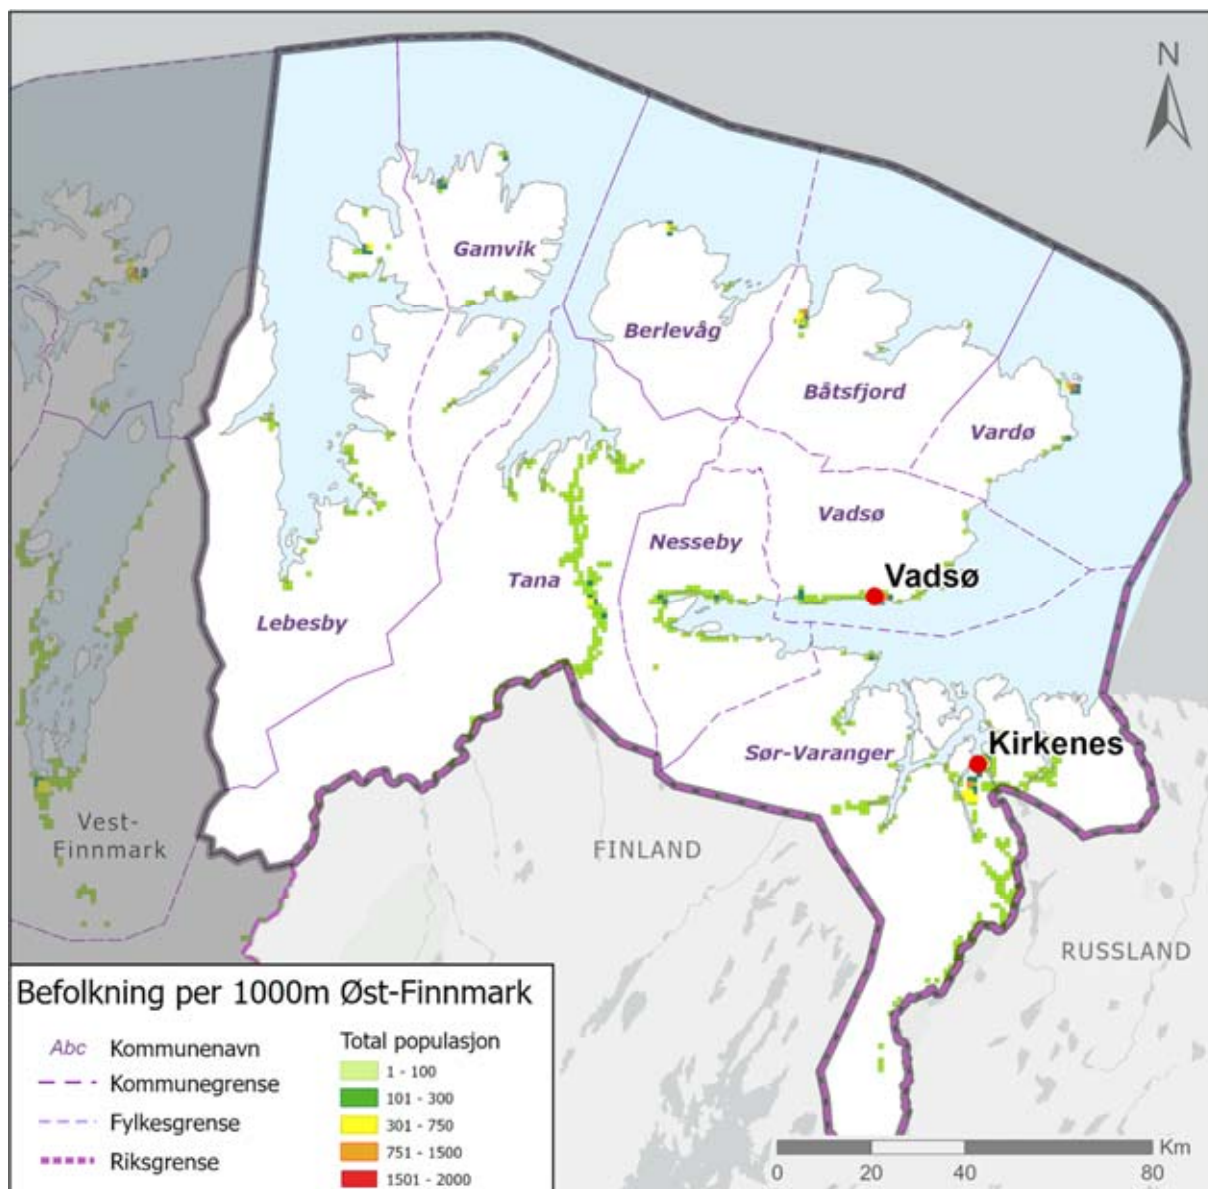 N
Gamvik
Berlevåg
Båtsfjord
Vardø
Vadsø
Nesseby
Vadsø
Tana
Lebesby
Sør-Varanger
Kirkenes
Vest-
Finnmark
FINLAND
RUSSLAND
Befolkning per 1000m Øst-Finnmark
Abc Kommunenavn
Kommunegrense
Fylkesgrense
Riksgrense
Total populasjon
1 - 100
101 - 300
301 - 750
751 - 1500
1501 - 2000
Km
0 20 40 80